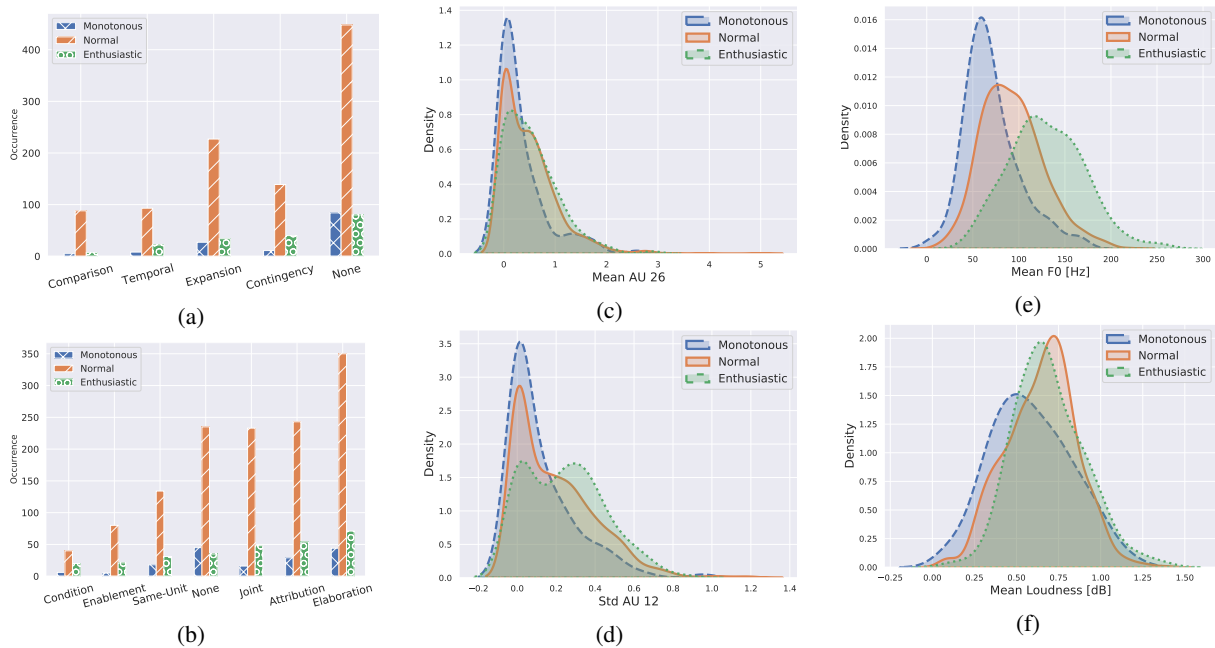 Monotonous
Normal
Enthusiastic
400
300
200
100
0
Occurrence
Comparison
Temporal
Expansion
Contingency
None
(a)
Monotonous
Normal
Enthusiastic
350
300
250
200
150
100
50
0
Occurrence
Condition
Enablement
Same-Unit
None
Joint
Attribution
Elaboration
(b)
Monotonous
Normal
Enthusiastic
1.4
1.2
1.0
0.8
0.6
0.4
0.2
0.0
Density
0 1 2 3 4 5
Mean AU 26
(c)
Monotonous
Normal
Enthusiastic
3.5
3.0
2.5
2.0
1.5
1.0
0.5
0.0
Density
−0.2 0.0 0.2 0.4 0.6 0.8 1.0 1.2 1.4
Std AU 12
(d)
Monotonous
Normal
Enthusiastic
0.016
0.014
0.012
0.010
0.008
0.006
0.004
0.002
0.000
Density
0 50 100 150 200 250 300
Mean F0 [Hz]
(e)
Monotonous
Normal
Enthusiastic
2.00
1.75
1.50
1.25
1.00
0.75
0.50
0.25
0.00
Density
−0.25 0.00 0.25 0.50 0.75 1.00 1.25 1.50
Mean Loudness [dB]
(f)